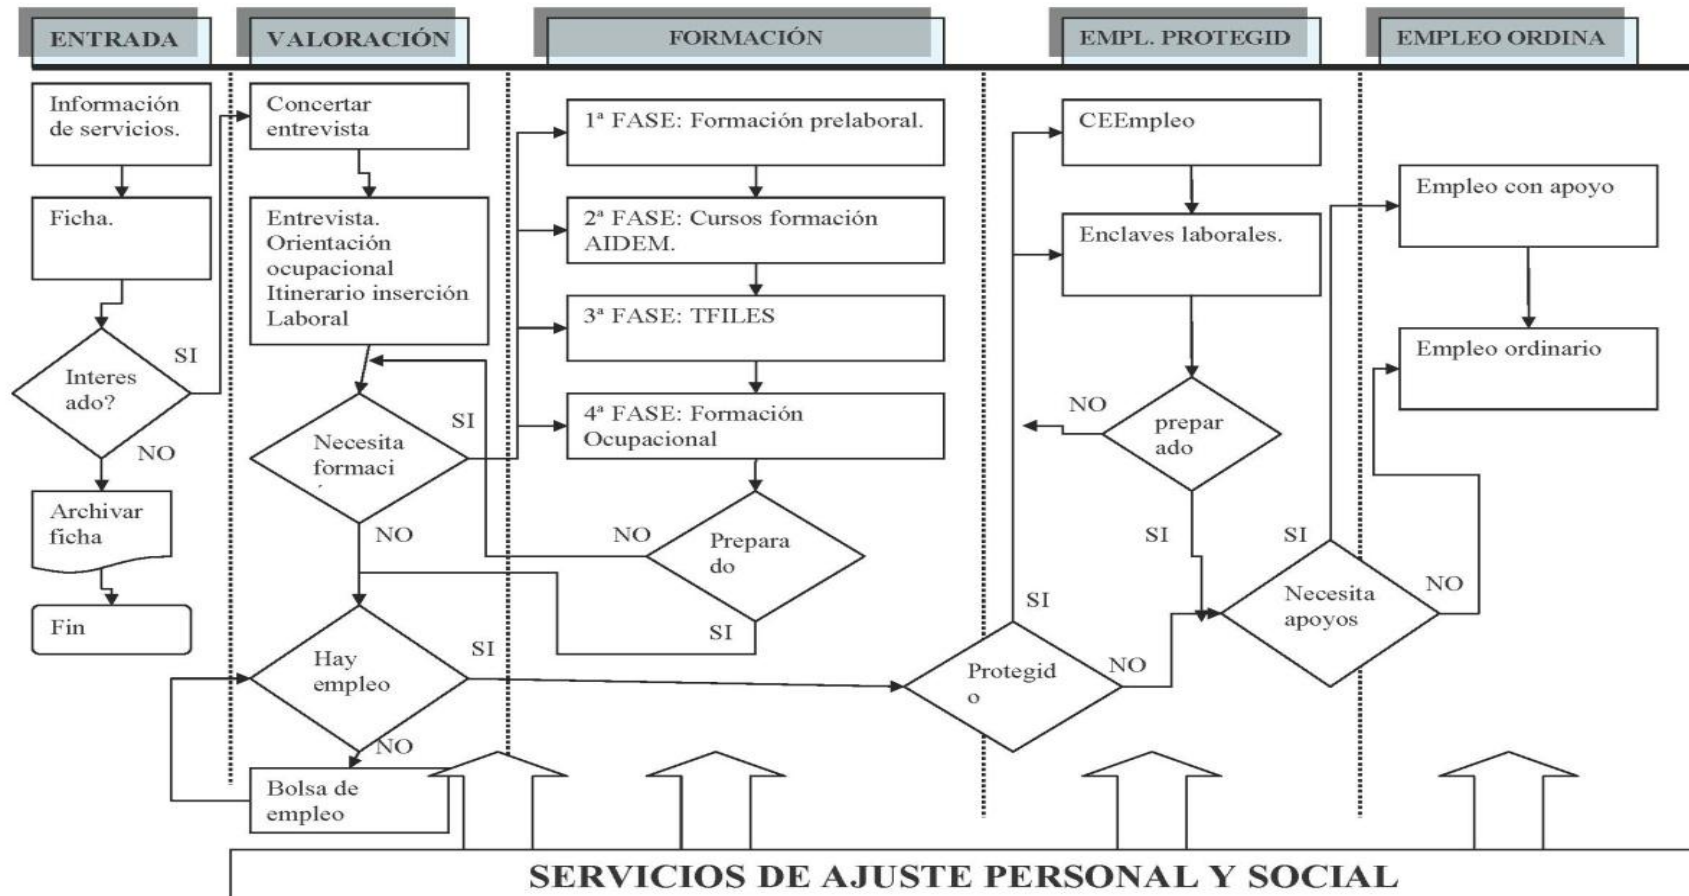 ENTRADA
VALORACIÓN
FORMACIÓN
EMPL. PROTEGID
EMPLEO ORDINA
Información
de servicios.
Ficha.
Interes
ado?
SI
NO
Archivar
ficha
Fin
Concertar
entrevista
Entrevista.
Orientación
ocupacional
Itinerario inserción
Laboral
Necesita
formaci
SI
NO
Hay
empleo
SI
NO
Bolsa de
empleo
1ª FASE: Formación prelaboral.
2ª FASE: Cursos formación
AIDEM.
3ª FASE: TFILES
4ª FASE: Formación
Ocupacional
NO
Prepara
do
SI
CEEmpleo
Enclaves laborales.
NO
prepar
ado
SI
SI
Protegid
o
NO
Empleo con apoyo
Empleo ordinario
SI
Necesita
apoyos
NO
SERVICIOS DE AJUSTE PERSONAL Y SOCIAL